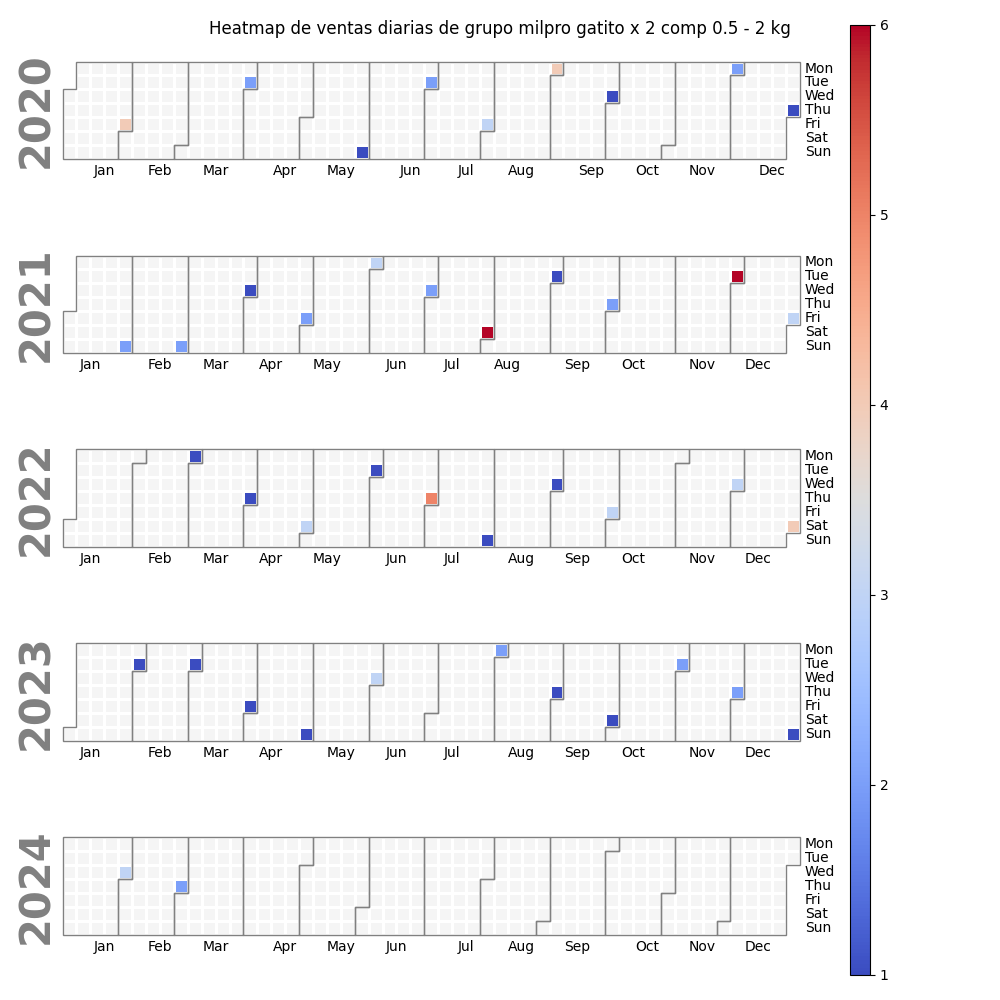 Heatmap de ventas diarias de grupo milpro gatito x 2 comp 0.5 - 2 kg
2020
Mon
Tue
Wed
Thu
Fri
Sat
Sun
Jan Feb Mar Apr May Jun Jul Aug Sep Oct Nov Dec
2021
Mon
Tue
Wed
Thu
Fri
Sat
Sun
Jan Feb Mar Apr May Jun Jul Aug Sep Oct Nov Dec
2022
Mon
Tue
Wed
Thu
Fri
Sat
Sun
Jan Feb Mar Apr May Jun Jul Aug Sep Oct Nov Dec
2023
Mon
Tue
Wed
Thu
Fri
Sat
Sun
Jan Feb Mar Apr May Jun Jul Aug Sep Oct Nov Dec
2024
Mon
Tue
Wed
Thu
Fri
Sat
Sun
Jan Feb Mar Apr May Jun Jul Aug Sep Oct Nov Dec
6
5
4
3
2
1